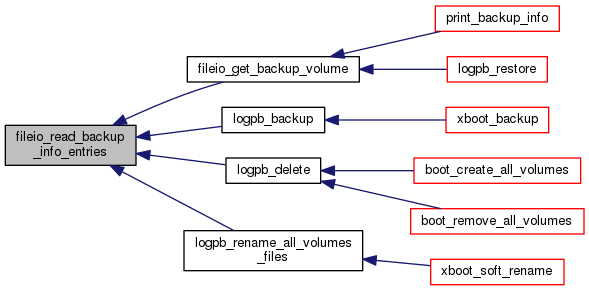 fileio_read_backup
_info_entries
fileio_get_backup_volume
print_backup_info
logpb_restore
logpb_backup
xboot_backup
logpb_delete
boot_create_all_volumes
boot_remove_all_volumes
logpb_rename_all_volumes
_files
xboot_soft_rename